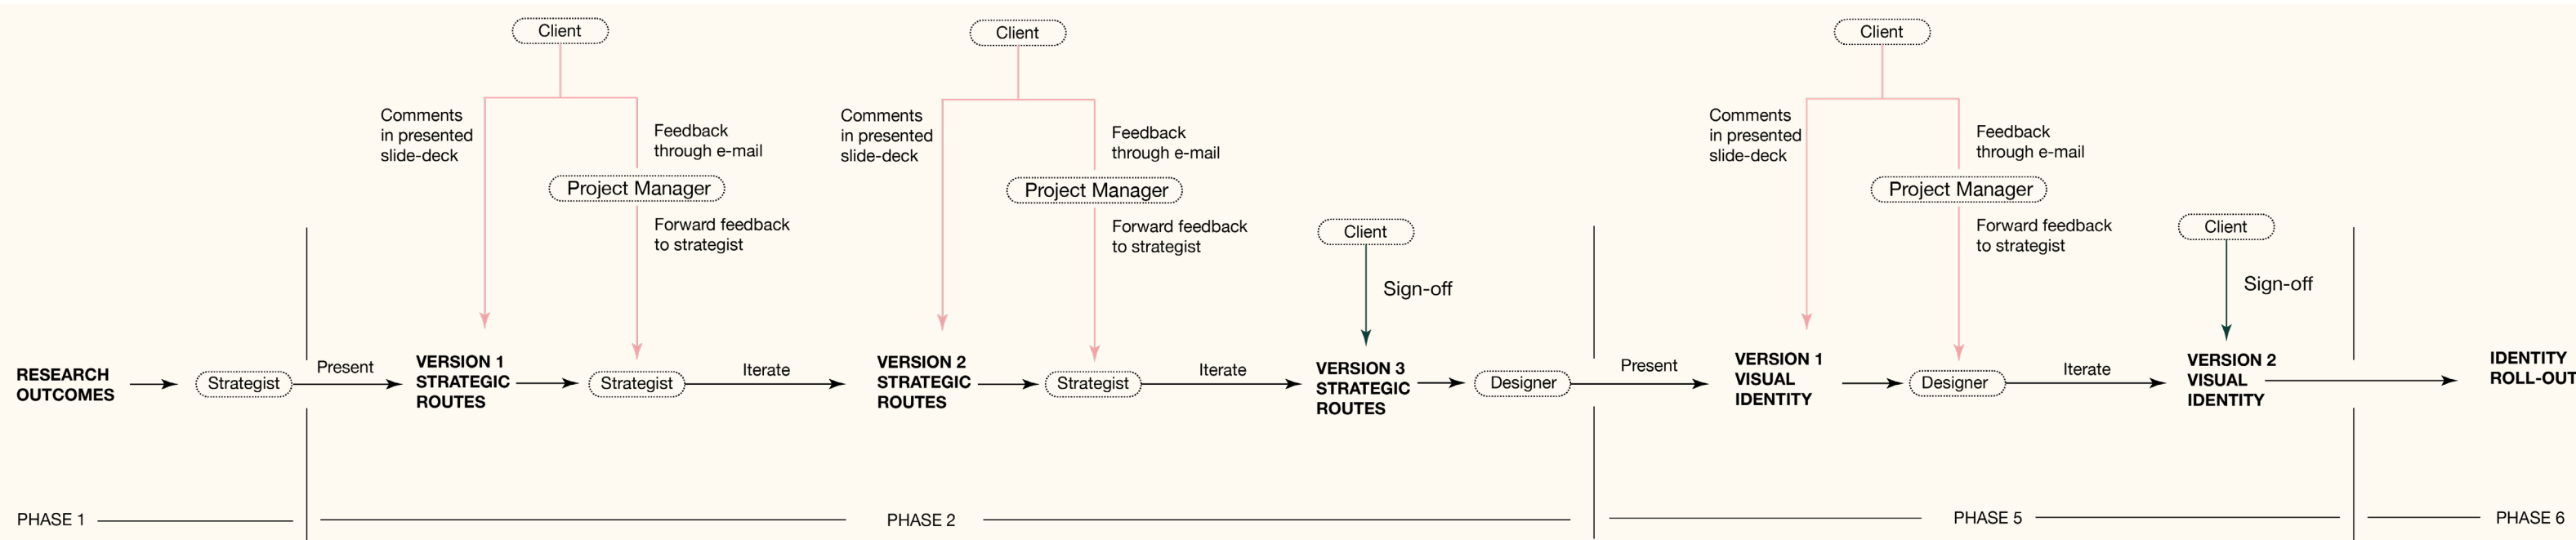 Client
Comments
in presented
slide-deck
Feedback
through e-mail
Project Manager
Forward feedback
to strategist
Client
Comments
in presented
slide-deck
Feedback
through e-mail
Project Manager
Forward feedback
to strategist
Client
Sign-off
Client
Comments
in presented
slide-deck
Feedback
through e-mail
Project Manager
Forward feedback
to strategist
Client
Sign-off
RESEARCH
OUTCOMES
Strategist
Present
VERSION 1
STRATEGIC
ROUTES
Strategist
Iterate
VERSION 2
STRATEGIC
ROUTES
Strategist
Iterate
VERSION 3
STRATEGIC
ROUTES
Designer
Present
VERSION 1
VISUAL
IDENTITY
Designer
Iterate
VERSION 2
VISUAL
IDENTITY
IDENTITY
ROLL-OUT
PHASE 1
PHASE 2
PHASE 5
PHASE 6